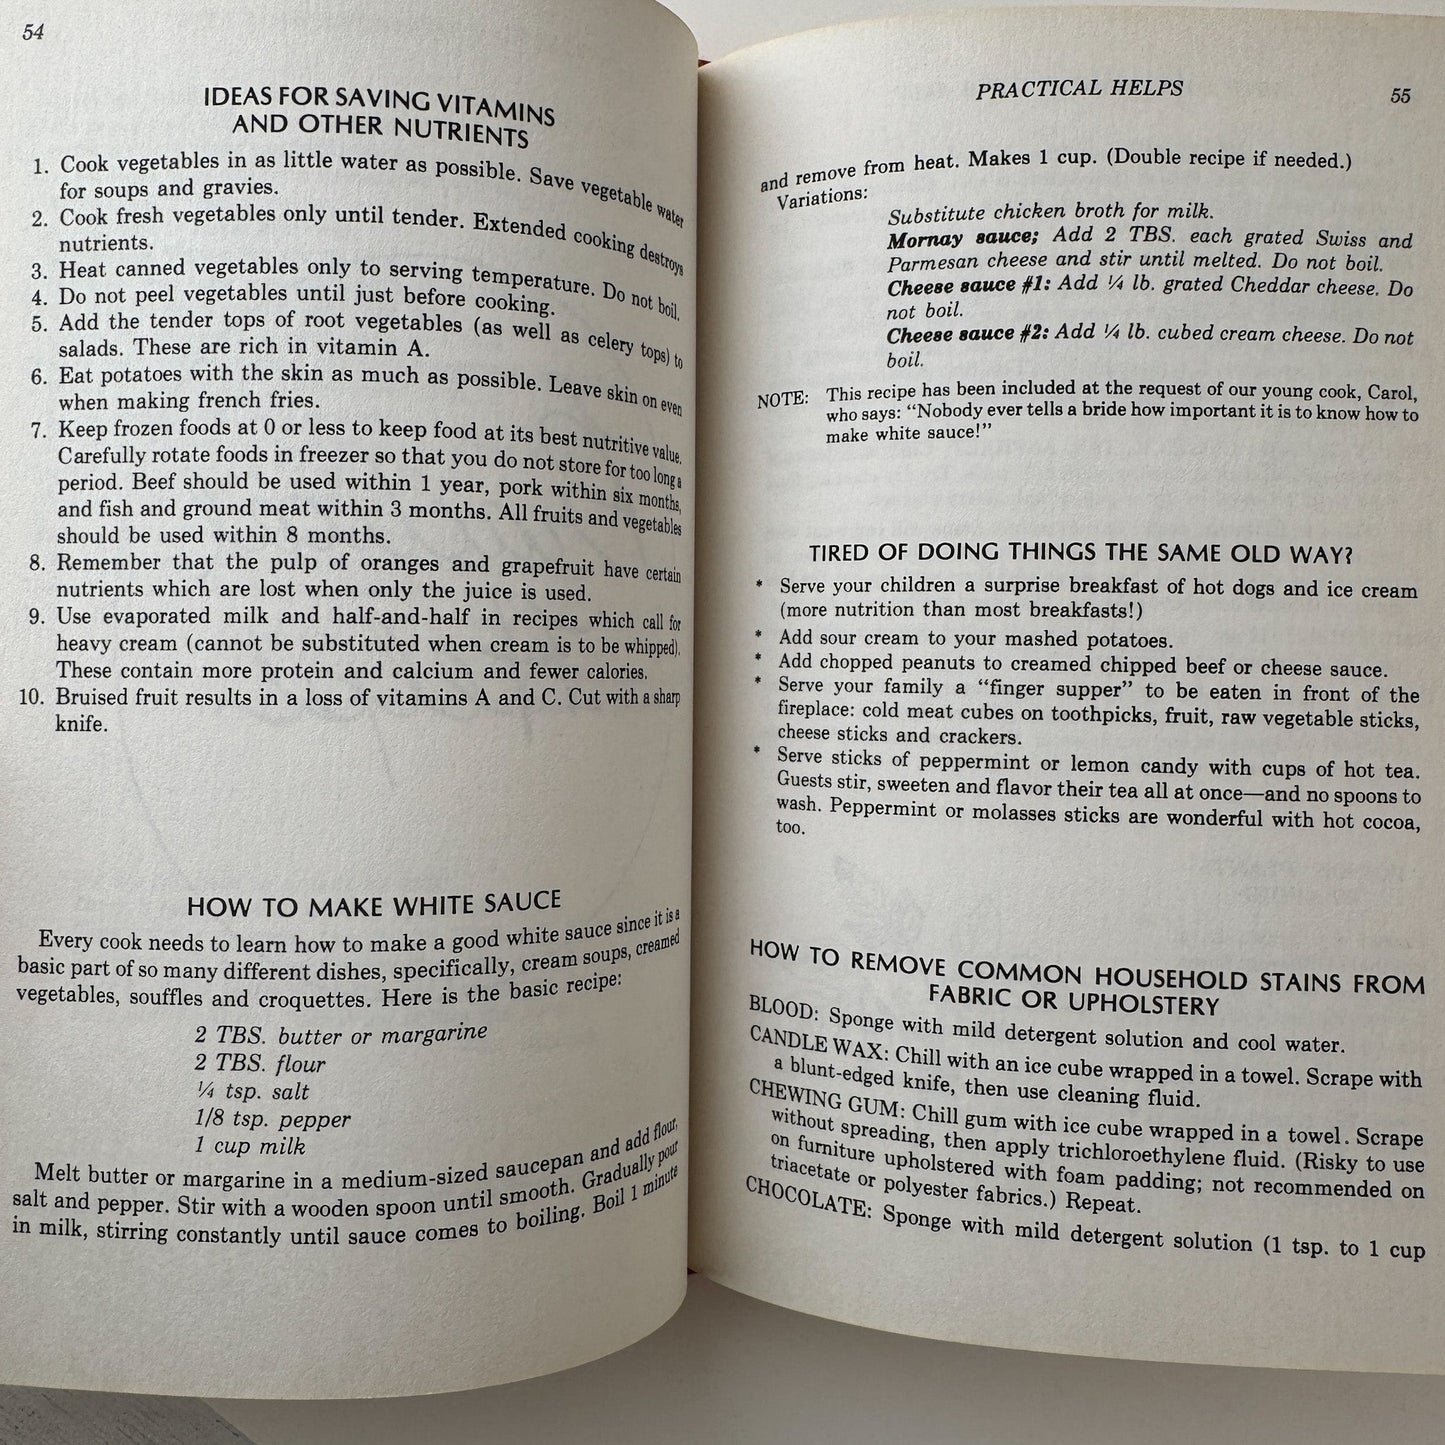 54
IDEAS FOR SAVING VITAMINS
AND OTHER NUTRIENTS
1. Cook vegetables in as little water as possible. Save vegetable water
for soups and gravies.
2. Cook fresh vegetables only until tender. Extended cooking destroys
nutrients.
3. Heat canned vegetables only to serving temperature. Do not boil.
4. Do not peel vegetables until just before cooking.
5. Add the tender tops of root vegetables (as well as celery tops) to
salads. These are rich in vitamin A.
6. Eat potatoes with the skin as much as possible. Leave skin on even
when making french fries.
7. Keep frozen foods at 0 or less to keep food at its best nutritive value.
Carefully rotate foods in freezer so that you do not store for too long a
period. Beef should be used within 1 year, pork within six months,
and fish and ground meat within 3 months. All fruits and vegetables
should be used within 8 months.
8. Remember that the pulp of oranges and grapefruit have certain
nutrients which are lost when only the juice is used.
9. Use evaporated milk and half-and-half in recipes which call for
heavy cream (cannot be substituted when cream is to be whipped).
These contain more protein and calcium and fewer calories.
10. Bruised fruit results in a loss of vitamins A and C. Cut with a sharp
knife.
HOW TO MAKE WHITE SAUCE
Every cook needs to learn how to make a good white sauce since it is a
basic part of so many different dishes, specifically, cream soups, creamed
vegetables, souffles and croquettes. Here is the basic recipe:
2 TBS. butter or margarine
2 TBS. flour
¼ tsp. salt
1/8 tsp. pepper
1 cup milk
Melt butter or margarine in a medium-sized saucepan and add flour,
salt and pepper. Stir with a wooden spoon until smooth. Gradually pour
in milk, stirring constantly until sauce comes to boiling. Boil 1 minute
PRACTICAL HELPS
55
and remove from heat. Makes 1 cup. (Double recipe if needed.)
Variations:
Substitute chicken broth for milk.
Mornay sauce; Add 2 TBS. each grated Swiss and
Parmesan cheese and stir until melted. Do not boil.
Cheese sauce #1: Add ¼ lb. grated Cheddar cheese. Do
not boil.
Cheese sauce #2: Add ¼ lb. cubed cream cheese. Do not
boil.
NOTE: This recipe has been included at the request of our young cook, Carol,
who says: "Nobody ever tells a bride how important it is to know how to
make white sauce!"
TIRED OF DOING THINGS THE SAME OLD WAY?
* Serve your children a surprise breakfast of hot dogs and ice cream
(more nutrition than most breakfasts!)
* Add sour cream to your mashed potatoes.
* Add chopped peanuts to creamed chipped beef or cheese sauce.
* Serve your family a "finger supper" to be eaten in front of the
fireplace: cold meat cubes on toothpicks, fruit, raw vegetable sticks,
cheese sticks and crackers.
* Serve sticks of peppermint or lemon candy with cups of hot tea.
Guests stir, sweeten and flavor their tea all at once—and no spoons to
wash. Peppermint or molasses sticks are wonderful with hot cocoa,
too.
HOW TO REMOVE COMMON HOUSEHOLD STAINS FROM
FABRIC OR UPHOLSTERY
BLOOD: Sponge with mild detergent solution and cool water.
CANDLE WAX: Chill with an ice cube wrapped in a towel. Scrape with
a blunt-edged knife, then use cleaning fluid.
CHEWING GUM: Chill gum with ice cube wrapped in a towel. Scrape
without spreading, then apply trichloroethylene fluid. (Risky to use
on furniture upholstered with foam padding; not recommended on
triacetate or polyester fabrics.) Repeat.
CHOCOLATE: Sponge with mild detergent solution (1 tsp. to 1 cup